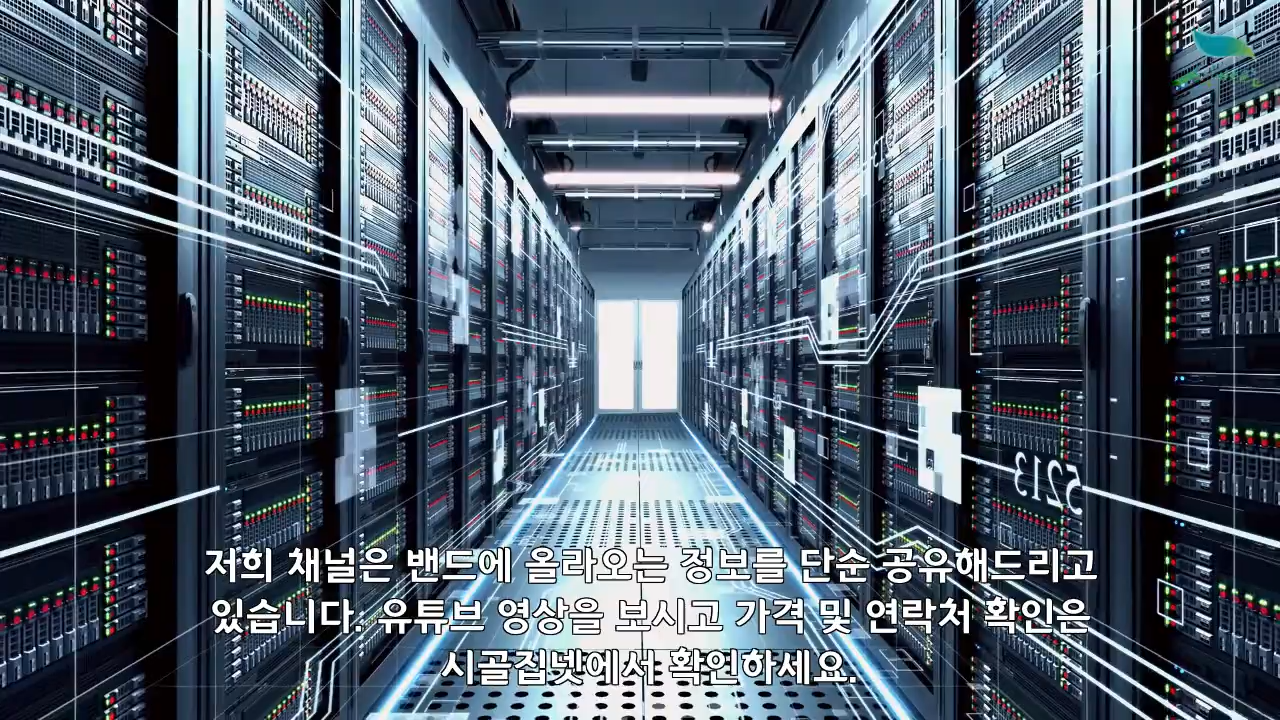 5213
저희 채널은 밴드에 올라오는 정보를 단순 공유해드리고
있습니다. 유튜브 영상을 보시고 가격 및 연락처 확인은
시골집넷에서 확인하세요.